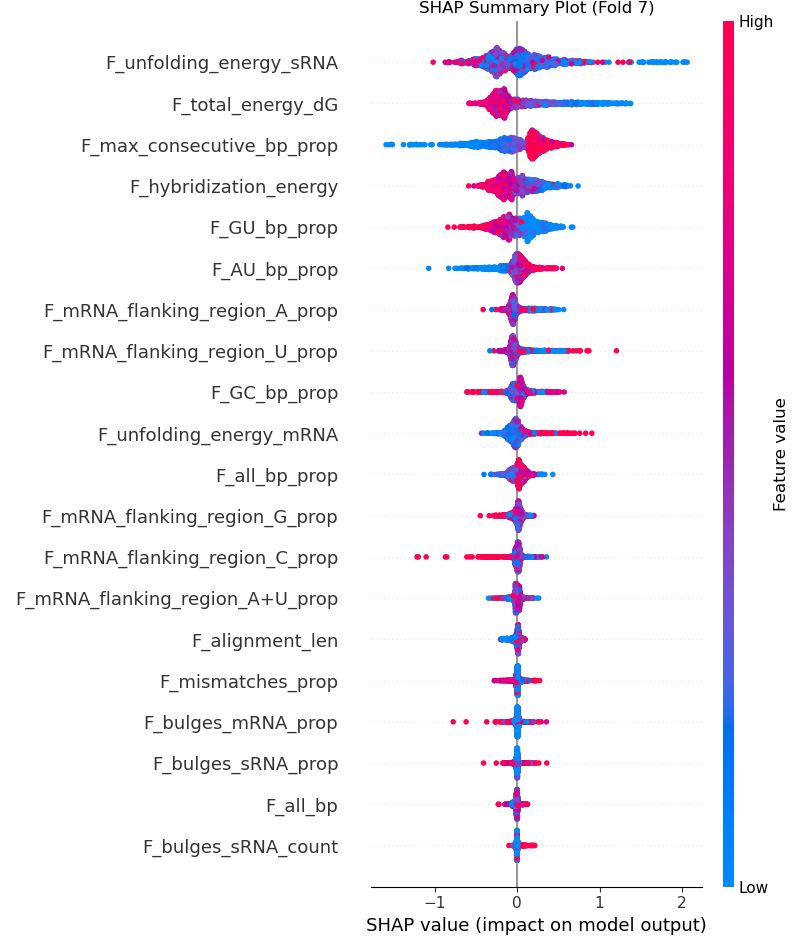 SHAP Summary Plot (Fold 7)
High
F_unfolding_energy_sRNA
F_total_energy_dG
F_max_consecutive_bp_prop
F_hybridization_energy
F_GU_bp_prop
F_AU_bp_prop
F_mRNA_flanking_region_A_prop
F_mRNA_flanking_region_U_prop
F_GC_bp_prop
F_unfolding_energy_mRNA
F_all_bp_prop
F_mRNA_flanking_region_G_prop
F_mRNA_flanking_region_C_prop
F_mRNA_flanking_region_A+U_prop
F_alignment_len
F_mismatches_prop
F_bulges_mRNA_prop
F_bulges_sRNA_prop
F_all_bp
F_bulges_sRNA_count
Feature value
Low
−1 0 1 2
SHAP value (impact on model output)